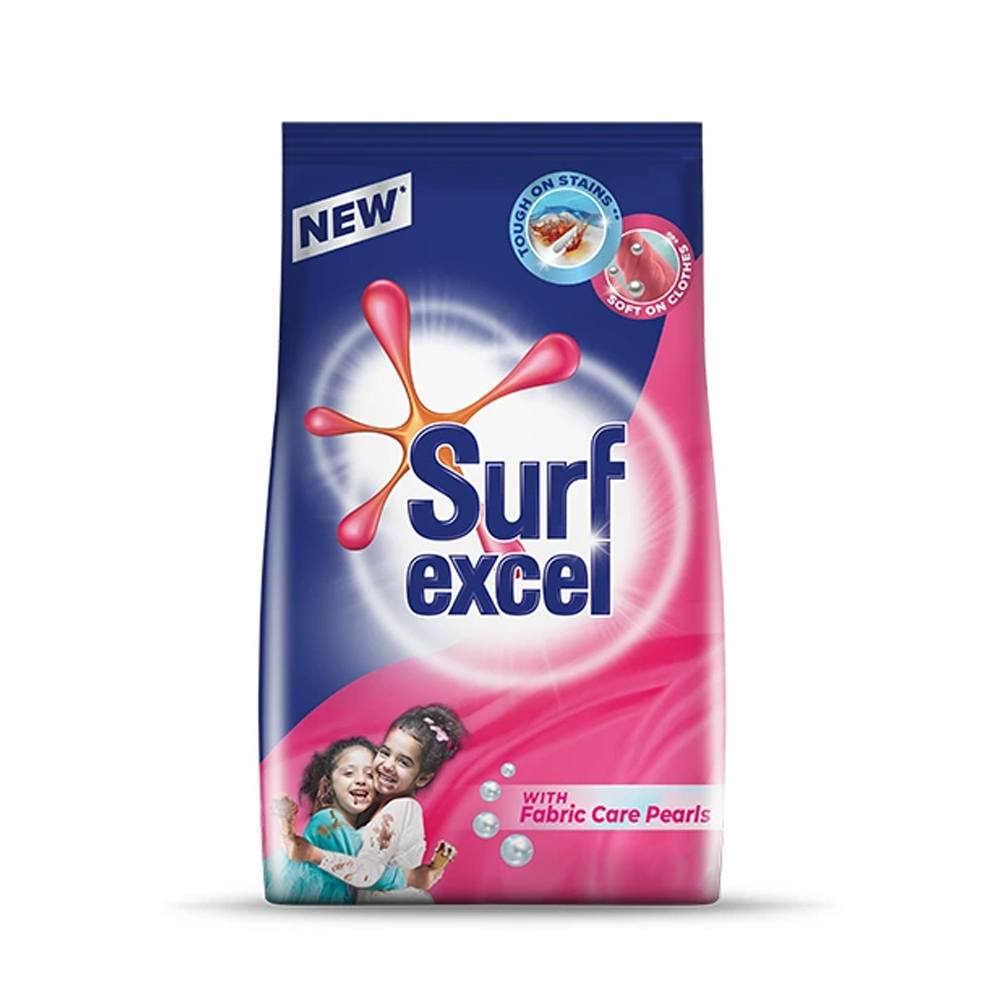 NEW*
TOUGH ON STAINS**
SOFT ON CLOTHES
Surf
excel
WITH
Fabric Care Pearls